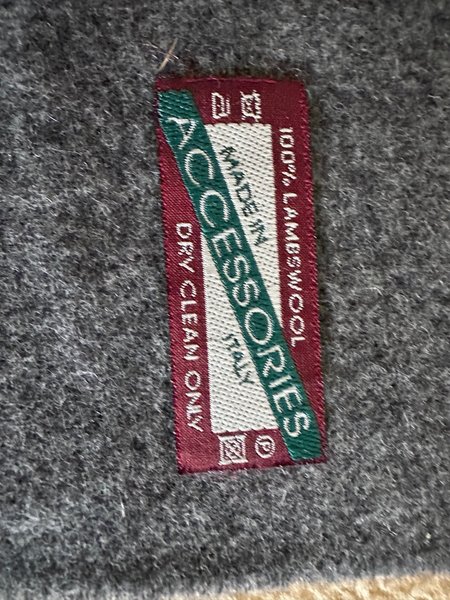 100% LAMBSWOOL
MADE IN
ACCESSORIES
ITALY
DRY CLEAN ONLY
P